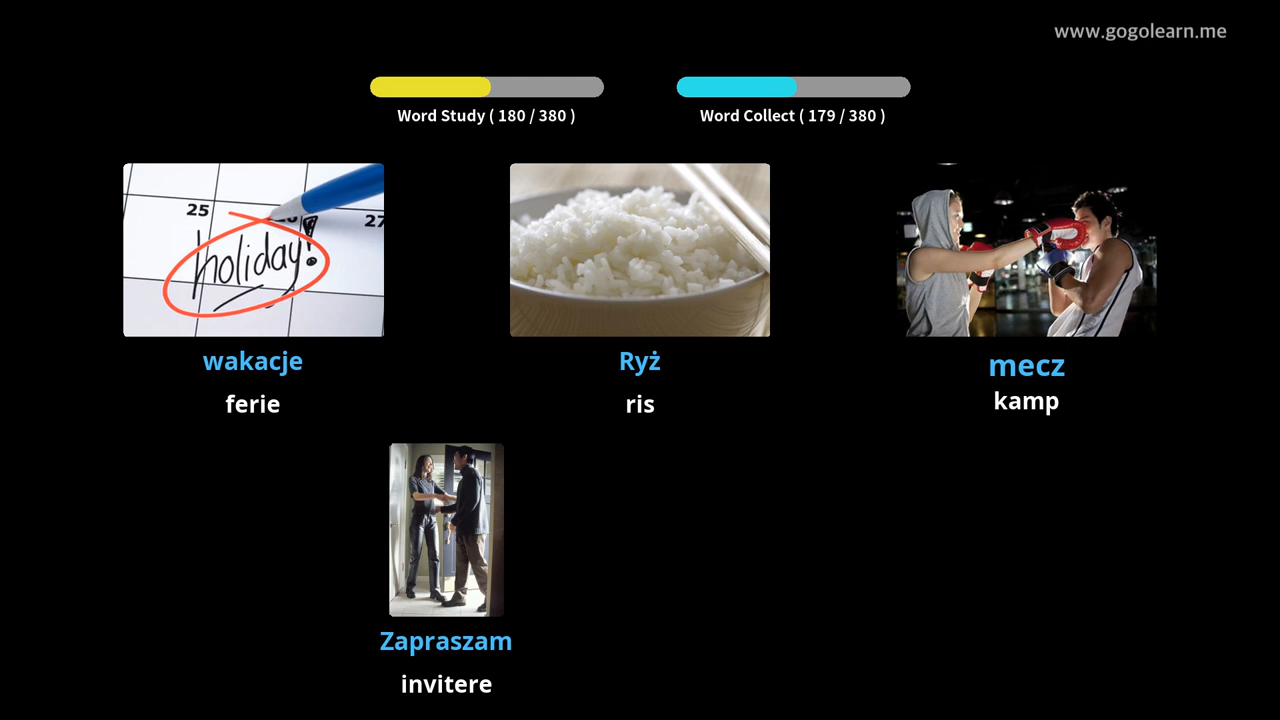 www.gogolearn.me
Word Study ( 180 / 380 )
Word Collect ( 179 / 380 )
25
27
holiday!
wakacje
ferie
Ryż
ris
mecz
kamp
Zapraszam
invitere